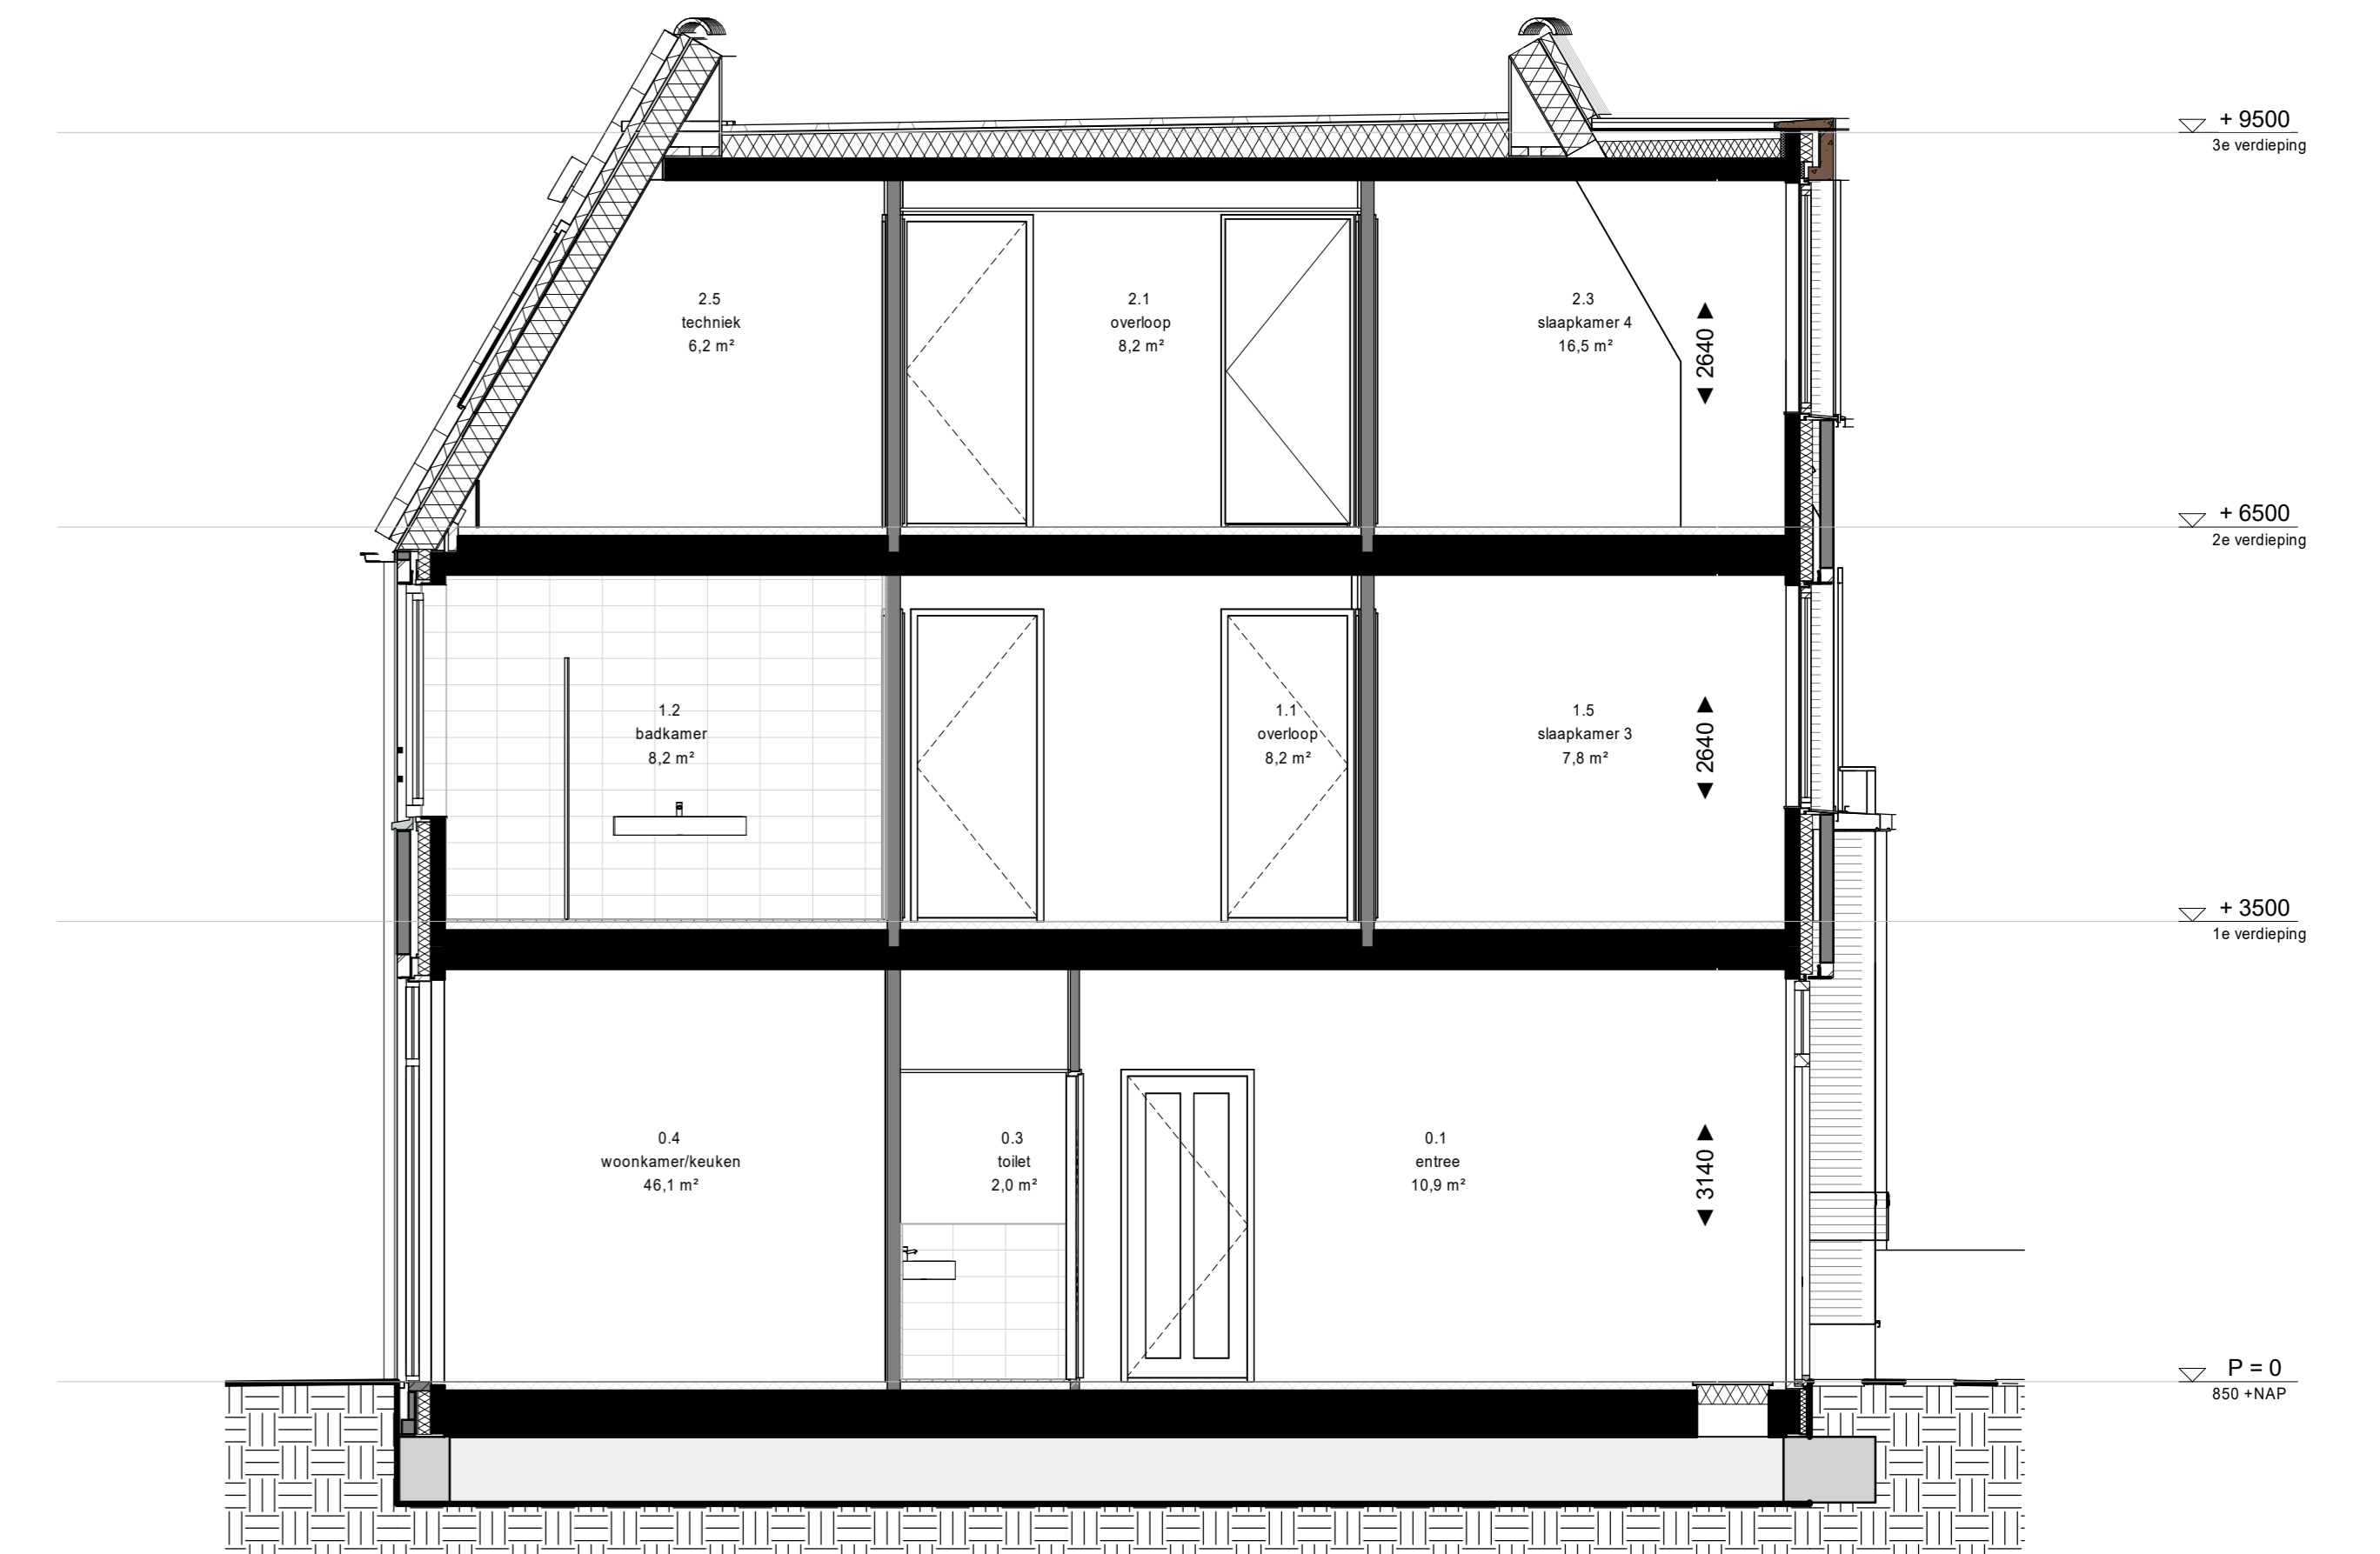 + 9500
3e verdieping
2.5
techniek
6,2 m²
2.1
overloop
8,2 m²
2.3
slaapkamer 4
16,5 m²
2640
+ 6500
2e verdieping
1.2
badkamer
8,2 m²
1.1
overloop
8,2 m²
1.5
slaapkamer 3
7,8 m²
2640
+ 3500
1e verdieping
0.4
woonkamer/keuken
46,1 m²
0.3
toilet
2,0 m²
0.1
entree
10,9 m²
3140
P = 0
850 +NAP